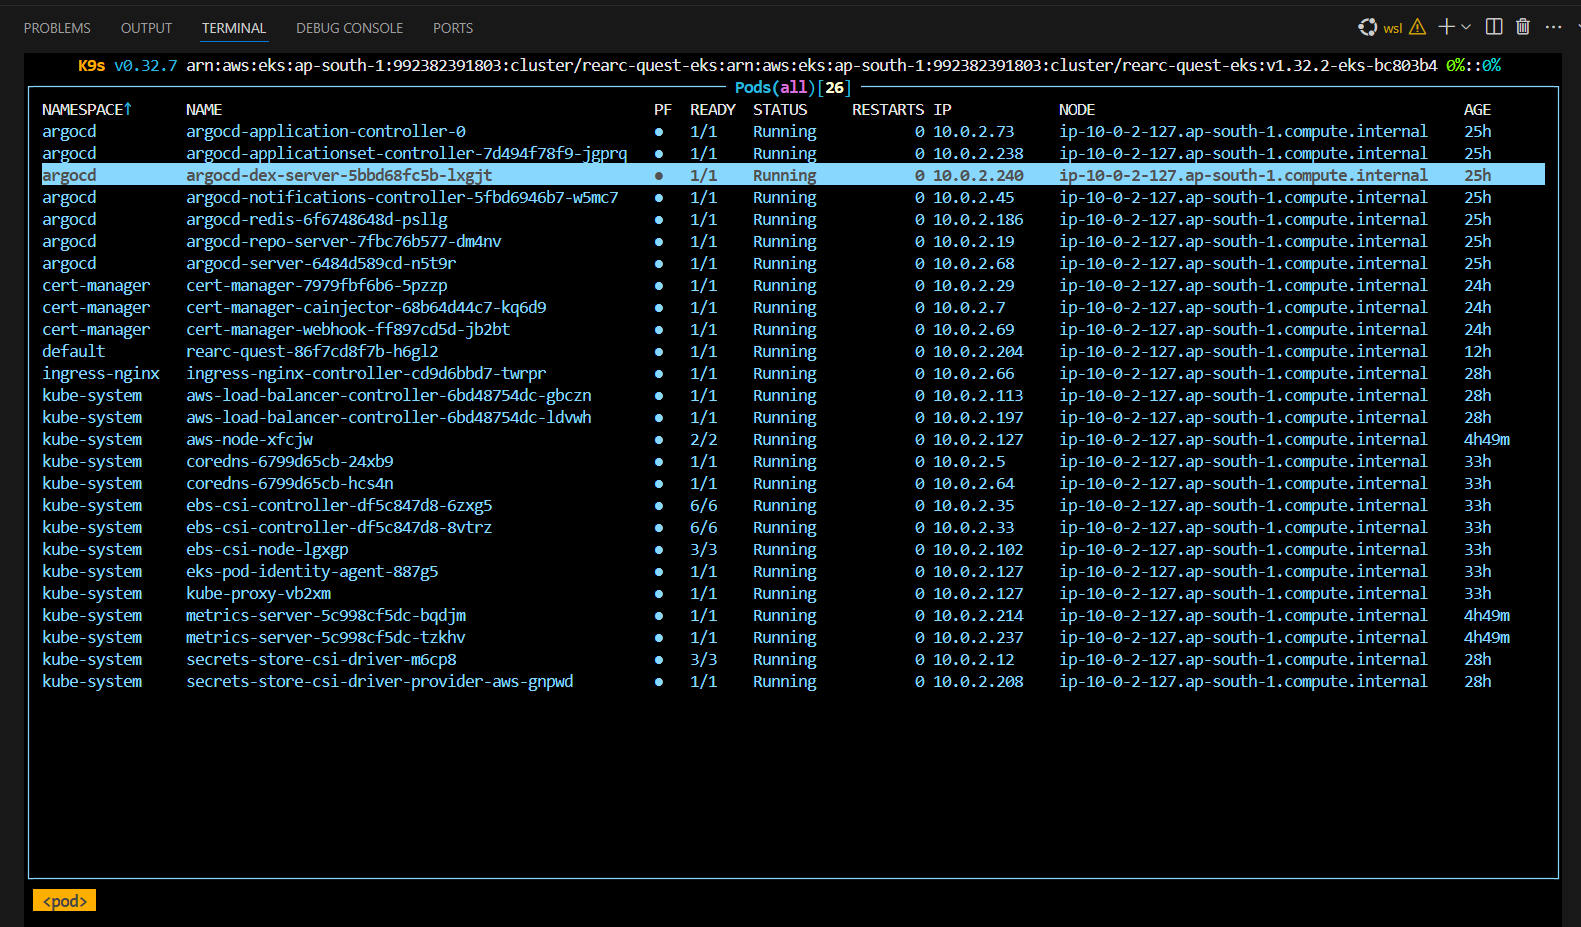 PROBLEMS OUTPUT TERMINAL DEBUG CONSOLE PORTS wsl
K9s v0.32.7 arn:aws:eks:ap-south-1:992382391803:cluster/rearc-quest-eks:arn:aws:eks:ap-south-1:992382391803:cluster/rearc-quest-eks:v1.32.2-eks-bc803b4 0%::0%
Pods(all)[26]
NAMESPACE↑ NAME PF READY STATUS RESTARTS IP NODE AGE
argocd argocd-application-controller-0 ● 1/1 Running 0 10.0.2.73 ip-10-0-2-127.ap-south-1.compute.internal 25h
argocd argocd-applicationset-controller-7d494f78f9-jgprq ● 1/1 Running 0 10.0.2.238 ip-10-0-2-127.ap-south-1.compute.internal 25h
argocd argocd-dex-server-5bbd68fc5b-lxgjt ● 1/1 Running 0 10.0.2.240 ip-10-0-2-127.ap-south-1.compute.internal 25h
argocd argocd-notifications-controller-5fbd6946b7-w5mc7 ● 1/1 Running 0 10.0.2.45 ip-10-0-2-127.ap-south-1.compute.internal 25h
argocd argocd-redis-6f6748648d-psllg ● 1/1 Running 0 10.0.2.186 ip-10-0-2-127.ap-south-1.compute.internal 25h
argocd argocd-repo-server-7fbc76b577-dm4nv ● 1/1 Running 0 10.0.2.19 ip-10-0-2-127.ap-south-1.compute.internal 25h
argocd argocd-server-6484d589cd-n5t9r ● 1/1 Running 0 10.0.2.68 ip-10-0-2-127.ap-south-1.compute.internal 25h
cert-manager cert-manager-7979fbf6b6-5pzzp ● 1/1 Running 0 10.0.2.29 ip-10-0-2-127.ap-south-1.compute.internal 24h
cert-manager cert-manager-cainjector-68b64d44c7-kq6d9 ● 1/1 Running 0 10.0.2.7 ip-10-0-2-127.ap-south-1.compute.internal 24h
cert-manager cert-manager-webhook-ff897cd5d-jb2bt ● 1/1 Running 0 10.0.2.69 ip-10-0-2-127.ap-south-1.compute.internal 24h
default rearc-quest-86f7cd8f7b-h6gl2 ● 1/1 Running 0 10.0.2.204 ip-10-0-2-127.ap-south-1.compute.internal 12h
ingress-nginx ingress-nginx-controller-cd9d6bbd7-twrpr ● 1/1 Running 0 10.0.2.66 ip-10-0-2-127.ap-south-1.compute.internal 28h
kube-system aws-load-balancer-controller-6bd48754dc-gbczn ● 1/1 Running 0 10.0.2.113 ip-10-0-2-127.ap-south-1.compute.internal 28h
kube-system aws-load-balancer-controller-6bd48754dc-ldvwh ● 1/1 Running 0 10.0.2.197 ip-10-0-2-127.ap-south-1.compute.internal 28h
kube-system aws-node-xfcjw ● 2/2 Running 0 10.0.2.127 ip-10-0-2-127.ap-south-1.compute.internal 4h49m
kube-system coredns-6799d65cb-24xb9 ● 1/1 Running 0 10.0.2.5 ip-10-0-2-127.ap-south-1.compute.internal 33h
kube-system coredns-6799d65cb-hcs4n ● 1/1 Running 0 10.0.2.64 ip-10-0-2-127.ap-south-1.compute.internal 33h
kube-system ebs-csi-controller-df5c847d8-6zxg5 ● 6/6 Running 0 10.0.2.35 ip-10-0-2-127.ap-south-1.compute.internal 33h
kube-system ebs-csi-controller-df5c847d8-8vtrz ● 6/6 Running 0 10.0.2.33 ip-10-0-2-127.ap-south-1.compute.internal 33h
kube-system ebs-csi-node-lgxgp ● 3/3 Running 0 10.0.2.102 ip-10-0-2-127.ap-south-1.compute.internal 33h
kube-system eks-pod-identity-agent-887g5 ● 1/1 Running 0 10.0.2.127 ip-10-0-2-127.ap-south-1.compute.internal 33h
kube-system kube-proxy-vb2xm ● 1/1 Running 0 10.0.2.127 ip-10-0-2-127.ap-south-1.compute.internal 33h
kube-system metrics-server-5c998cf5dc-bqdjm ● 1/1 Running 0 10.0.2.214 ip-10-0-2-127.ap-south-1.compute.internal 4h49m
kube-system metrics-server-5c998cf5dc-tzkhv ● 1/1 Running 0 10.0.2.237 ip-10-0-2-127.ap-south-1.compute.internal 4h49m
kube-system secrets-store-csi-driver-m6cp8 ● 3/3 Running 0 10.0.2.12 ip-10-0-2-127.ap-south-1.compute.internal 28h
kube-system secrets-store-csi-driver-provider-aws-gnpwd ● 1/1 Running 0 10.0.2.208 ip-10-0-2-127.ap-south-1.compute.internal 28h
<pod>